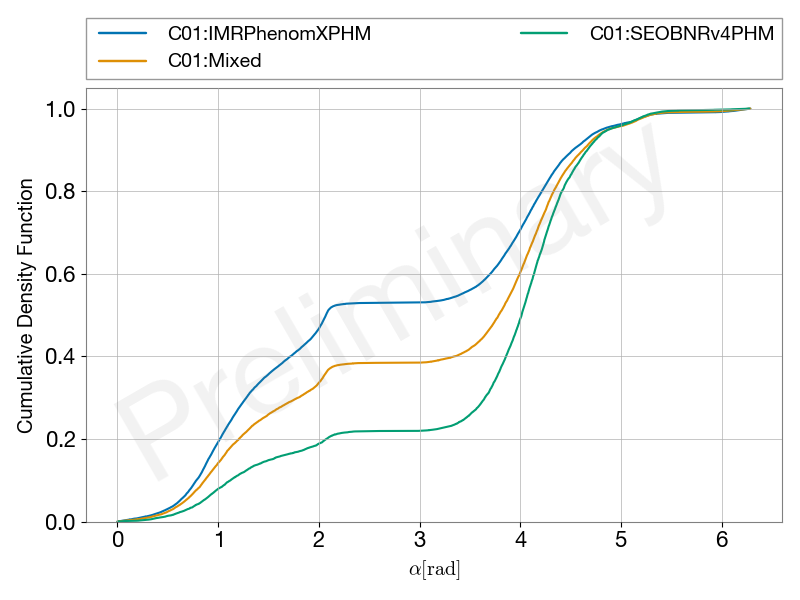 C01:IMRPhenomXPHM
C01:SEOBNRv4PHM
C01:Mixed
1.0
0.8
0.6
0.4
0.2
0.0
Cumulative Density Function
Preliminary
0 1 2 3 4 5 6
α[rad]